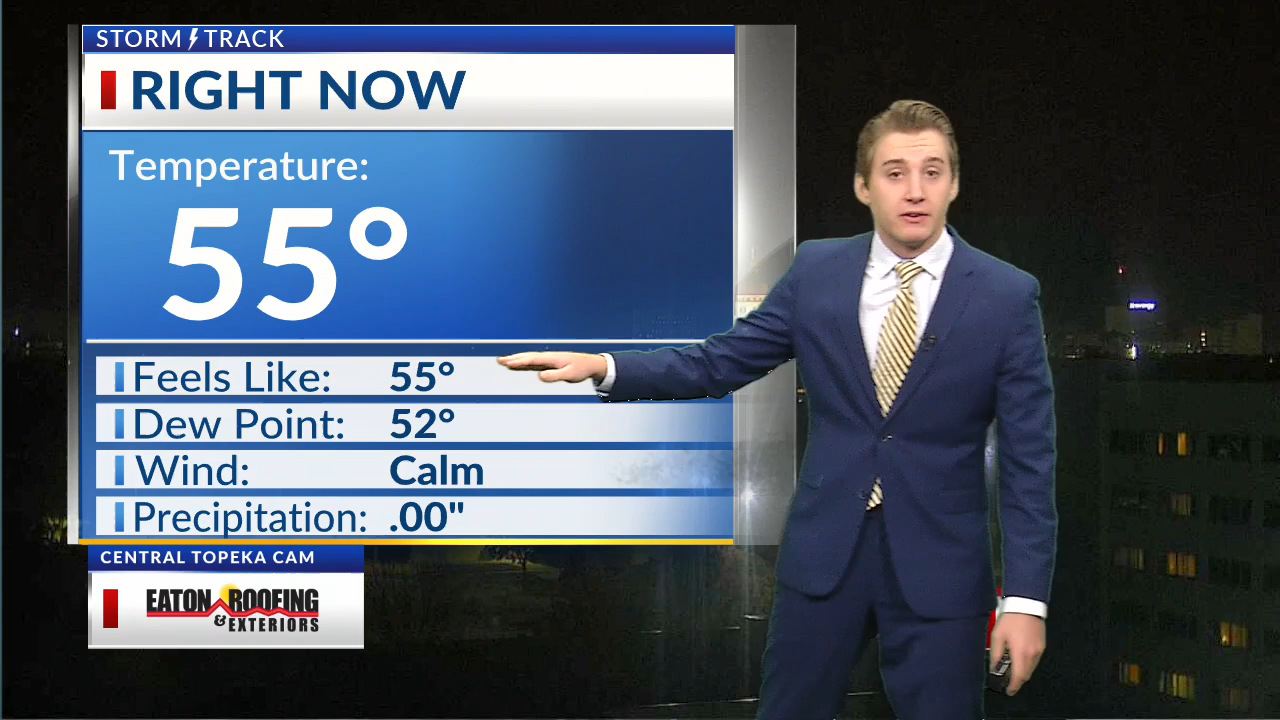 STORM TRACK
RIGHT NOW
Temperature:
55°
Feels Like: 55°
Dew Point: 52°
Wind: Calm
Precipitation: .00"
CENTRAL TOPEKA CAM
EATON ROOFING
& EXTERIORS